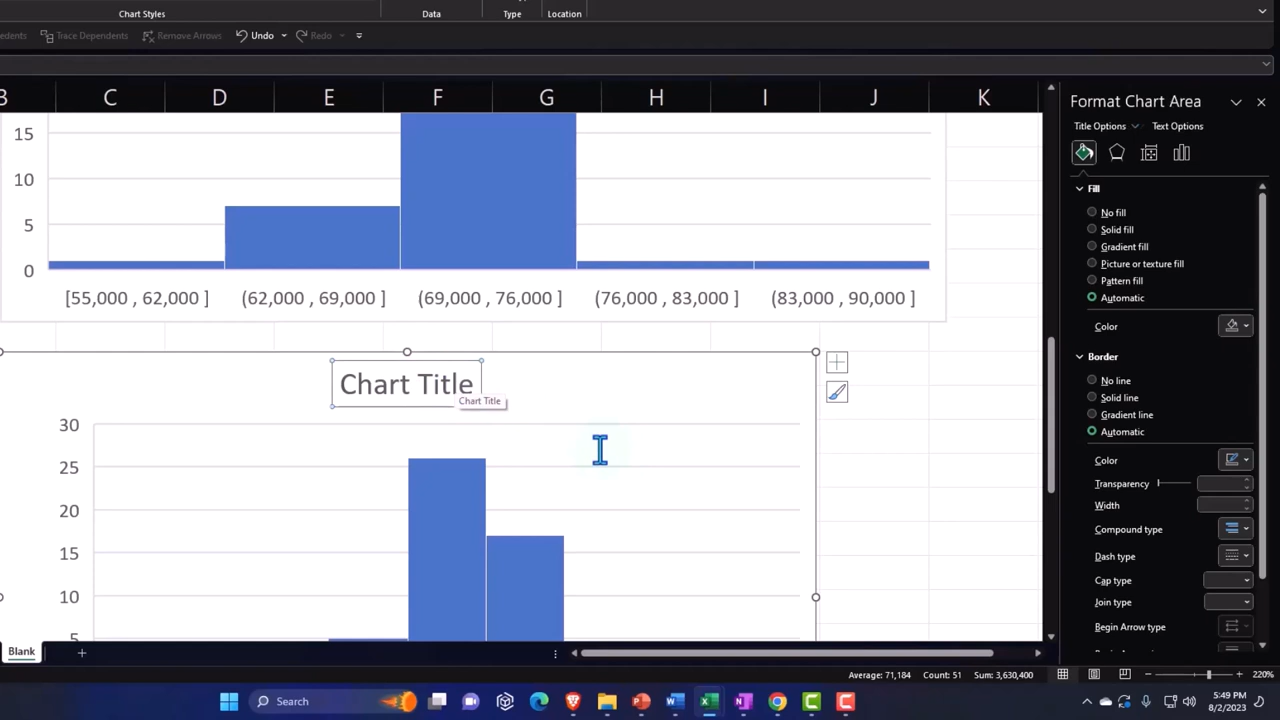 Chart Styles Data Type Location
Trace Dependents Remove Arrows Undo Redo
C D E F G H I J K
15
10
5
0
[55,000 , 62,000 ] (62,000 , 69,000 ] (69,000 , 76,000 ] (76,000 , 83,000 ] (83,000 , 90,000 ]
Chart Title
Chart Title
30
25
20
15
10
5
Format Chart Area
Title Options Text Options
Fill
No fill
Solid fill
Gradient fill
Picture or texture fill
Pattern fill
Automatic
Color
Border
No line
Solid line
Gradient line
Automatic
Color
Transparency
Width
Compound type
Dash type
Cap type
Join type
Begin Arrow type
Blank
Average: 71,184 Count: 51 Sum: 3,630,400 220%
Search
5:49 PM
8/2/2023